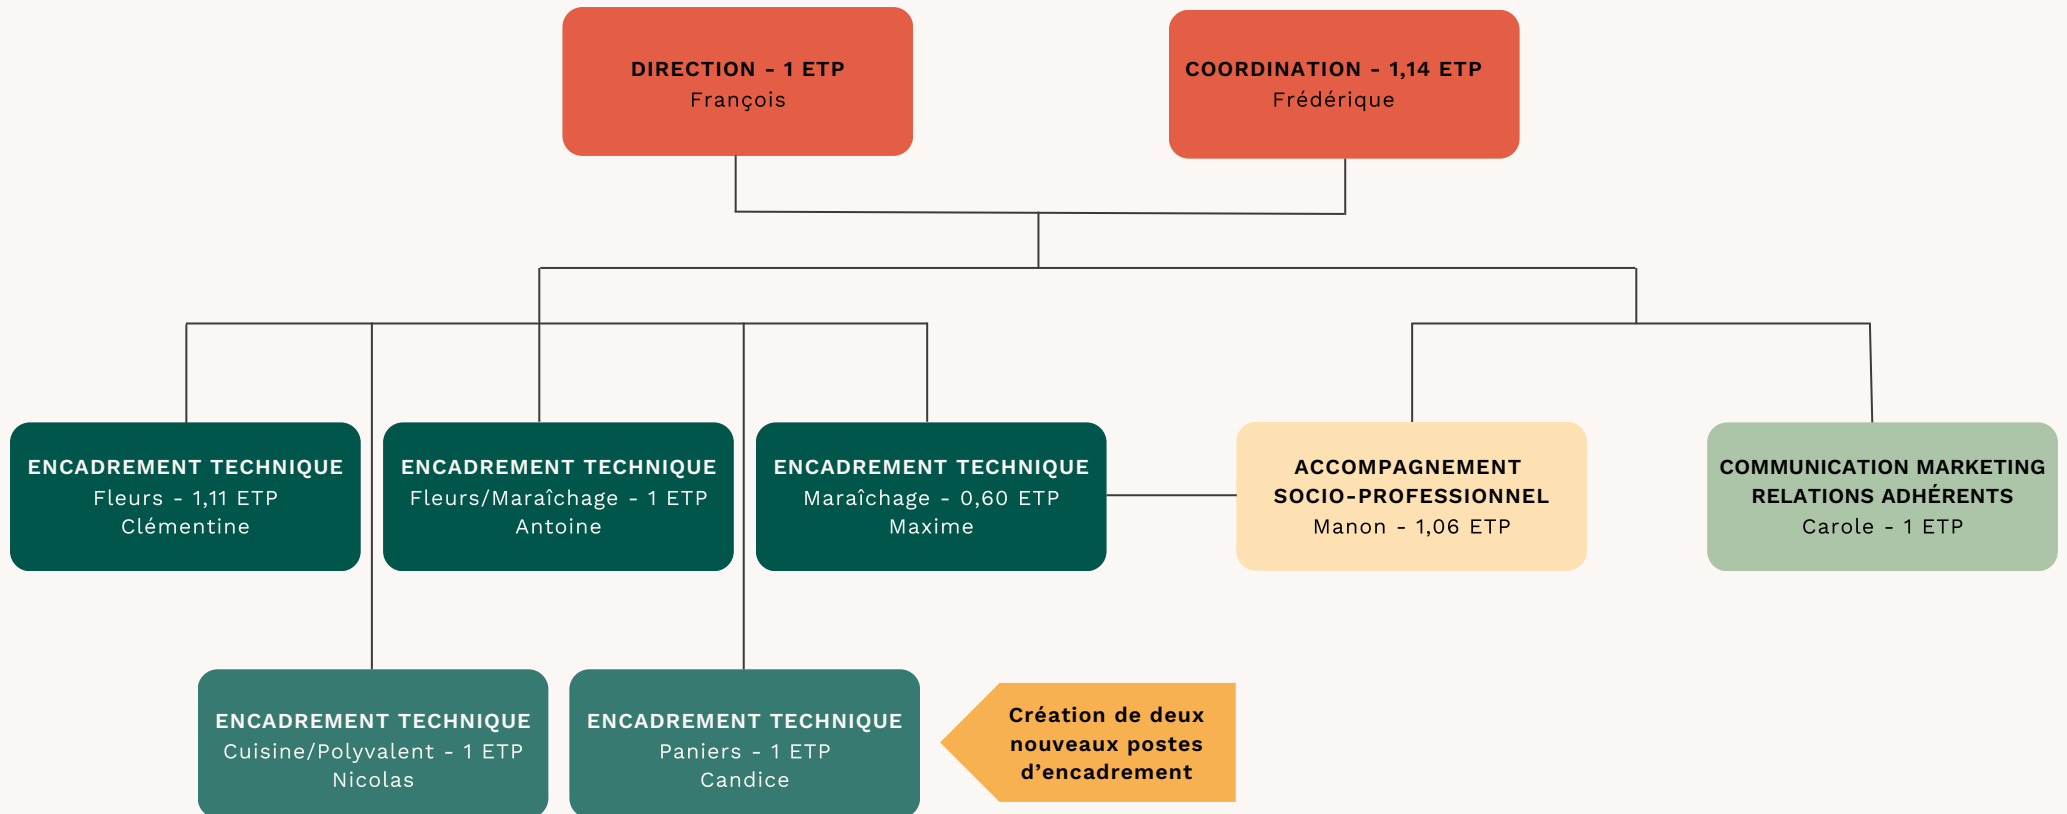 DIRECTION - 1 ETP
François
COORDINATION - 1,14 ETP
Frédérique
ENCADREMENT TECHNIQUE
Fleurs - 1,11 ETP
Clémentine
ENCADREMENT TECHNIQUE
Fleurs/Maraîchage - 1 ETP
Antoine
ENCADREMENT TECHNIQUE
Maraîchage - 0,60 ETP
Maxime
ACCOMPAGNEMENT
SOCIO-PROFESSIONNEL
Manon - 1,06 ETP
COMMUNICATION MARKETING
RELATIONS ADHÉRENTS
Carole - 1 ETP
ENCADREMENT TECHNIQUE
Cuisine/Polyvalent - 1 ETP
Nicolas
ENCADREMENT TECHNIQUE
Paniers - 1 ETP
Candice
Création de deux
nouveaux postes
d’encadrement